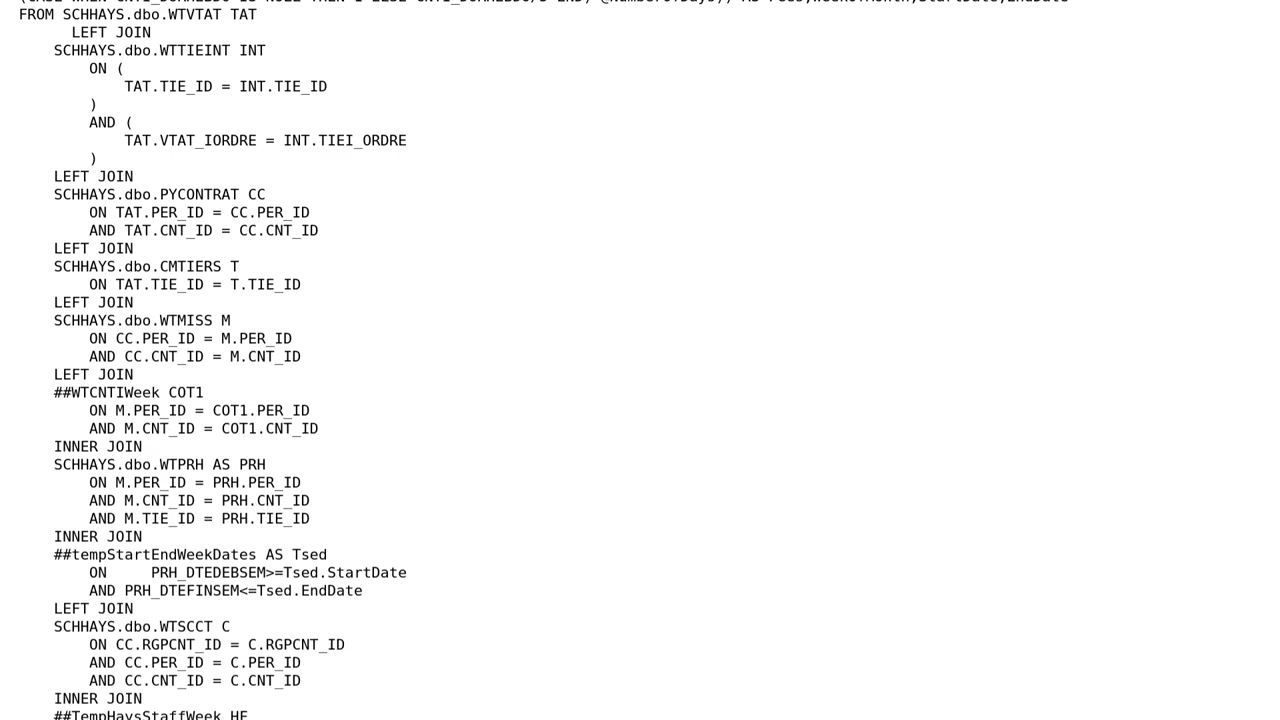 FROM SCHHAYS.dbo.WTVTAT TAT
LEFT JOIN
SCHHAYS.dbo.WTTIEINT INT
ON (
TAT.TIE_ID = INT.TIE_ID
)
AND (
TAT.VTAT_IORDRE = INT.TIEI_ORDRE
)
LEFT JOIN
SCHHAYS.dbo.PYCONTRAT CC
ON TAT.PER_ID = CC.PER_ID
AND TAT.CNT_ID = CC.CNT_ID
LEFT JOIN
SCHHAYS.dbo.CMTIERS T
ON TAT.TIE_ID = T.TIE_ID
LEFT JOIN
SCHHAYS.dbo.WTMISS M
ON CC.PER_ID = M.PER_ID
AND CC.CNT_ID = M.CNT_ID
LEFT JOIN
##WTCNTIWeek COT1
ON M.PER_ID = COT1.PER_ID
AND M.CNT_ID = COT1.CNT_ID
INNER JOIN
SCHHAYS.dbo.WTPRH AS PRH
ON M.PER_ID = PRH.PER_ID
AND M.CNT_ID = PRH.CNT_ID
AND M.TIE_ID = PRH.TIE_ID
INNER JOIN
##tempStartEndWeekDates AS Tsed
ON PRH_DTEDEBSEM>=Tsed.StartDate
AND PRH_DTEFINSEM<=Tsed.EndDate
LEFT JOIN
SCHHAYS.dbo.WTSCCT C
ON CC.RGPCNT_ID = C.RGPCNT_ID
AND CC.PER_ID = C.PER_ID
AND CC.CNT_ID = C.CNT_ID
INNER JOIN
##TempHaysStaffWeek HF